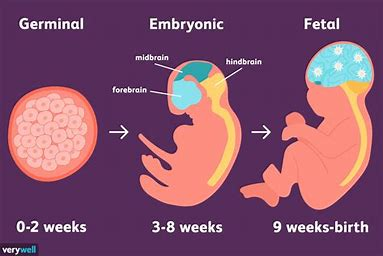 Germinal
Embryonic
Fetal
midbrain
hindbrain
forebrain
0-2 weeks
3-8 weeks
9 weeks-birth
verywell